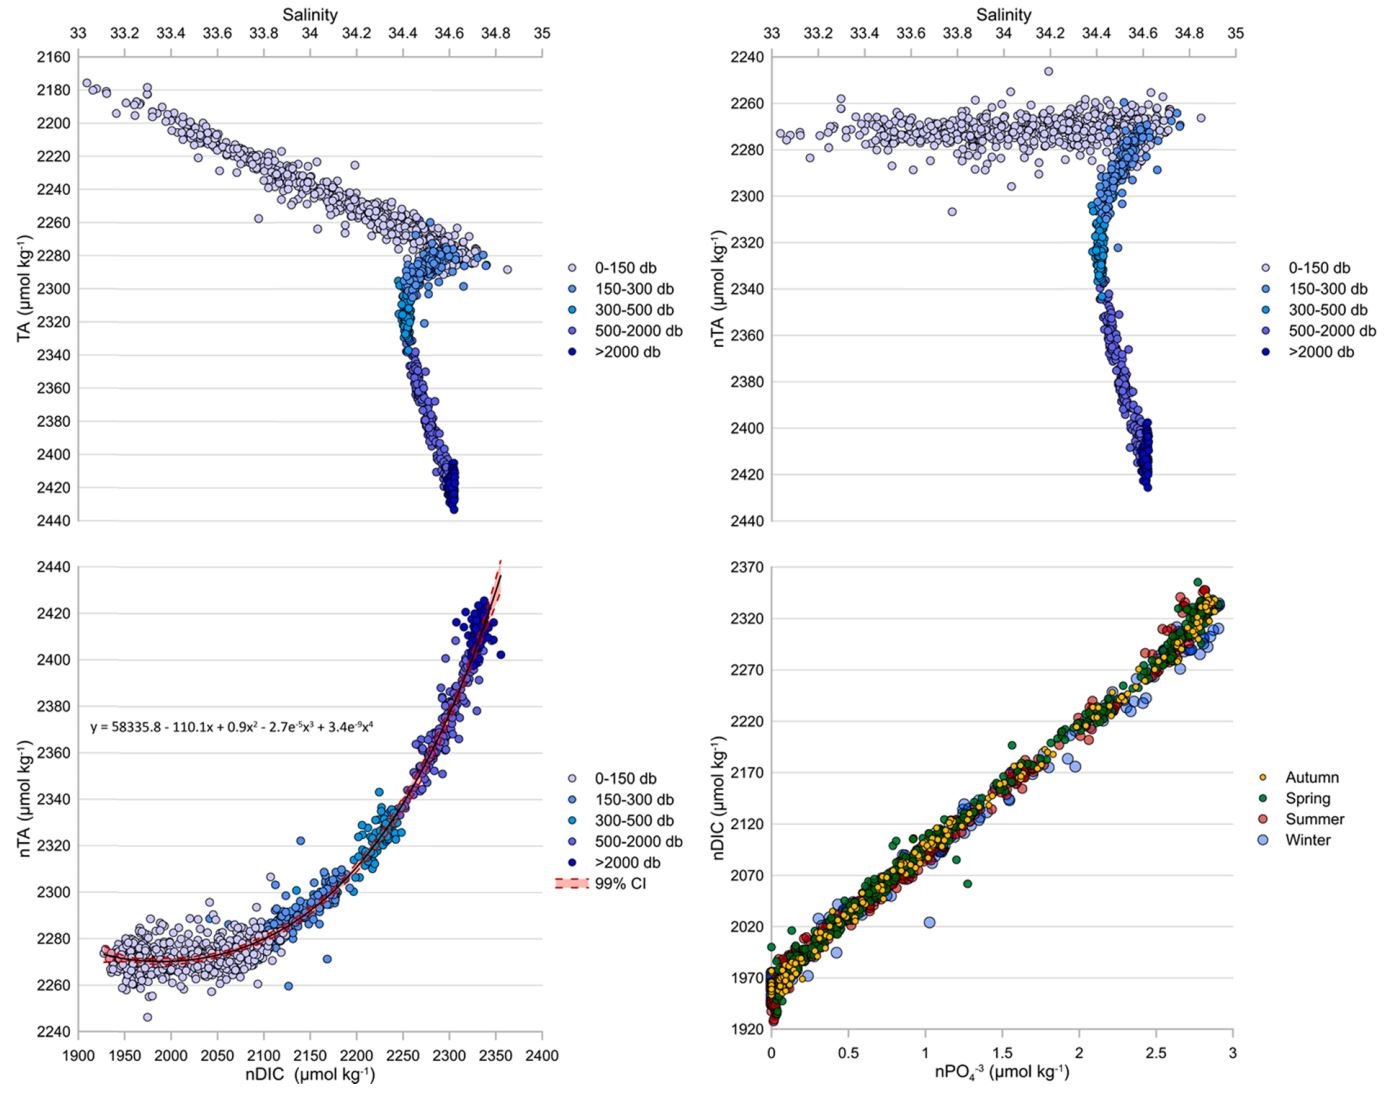 Salinity
33 33.2 33.4 33.6 33.8 34 34.2 34.4 34.6 34.8 35
2160
2180
2200
2220
2240
2260
2280
2300
2320
2340
2360
2380
2400
2420
2440
TA (µmol kg⁻¹)
0-150 db
150-300 db
300-500 db
500-2000 db
>2000 db
Salinity
33 33.2 33.4 33.6 33.8 34 34.2 34.4 34.6 34.8 35
2240
2260
2280
2300
2320
2340
2360
2380
2400
2420
2440
nTA (µmol kg⁻¹)
0-150 db
150-300 db
300-500 db
500-2000 db
>2000 db
2440
2420
2400
2380
2360
2340
2320
2300
2280
2260
2240
nTA (µmol kg⁻¹)
y = 58335.8 - 110.1x + 0.9x² - 2.7e⁻⁵x³ + 3.4e⁻⁹x⁴
0-150 db
150-300 db
300-500 db
500-2000 db
>2000 db
99% CI
1900 1950 2000 2050 2100 2150 2200 2250 2300 2350 2400
nDIC (µmol kg⁻¹)
2370
2320
2270
2220
2170
2120
2070
2020
1970
1920
nDIC (µmol kg⁻¹)
Autumn
Spring
Summer
Winter
0 0.5 1 1.5 2 2.5 3
nPO₄⁻³ (µmol kg⁻¹)